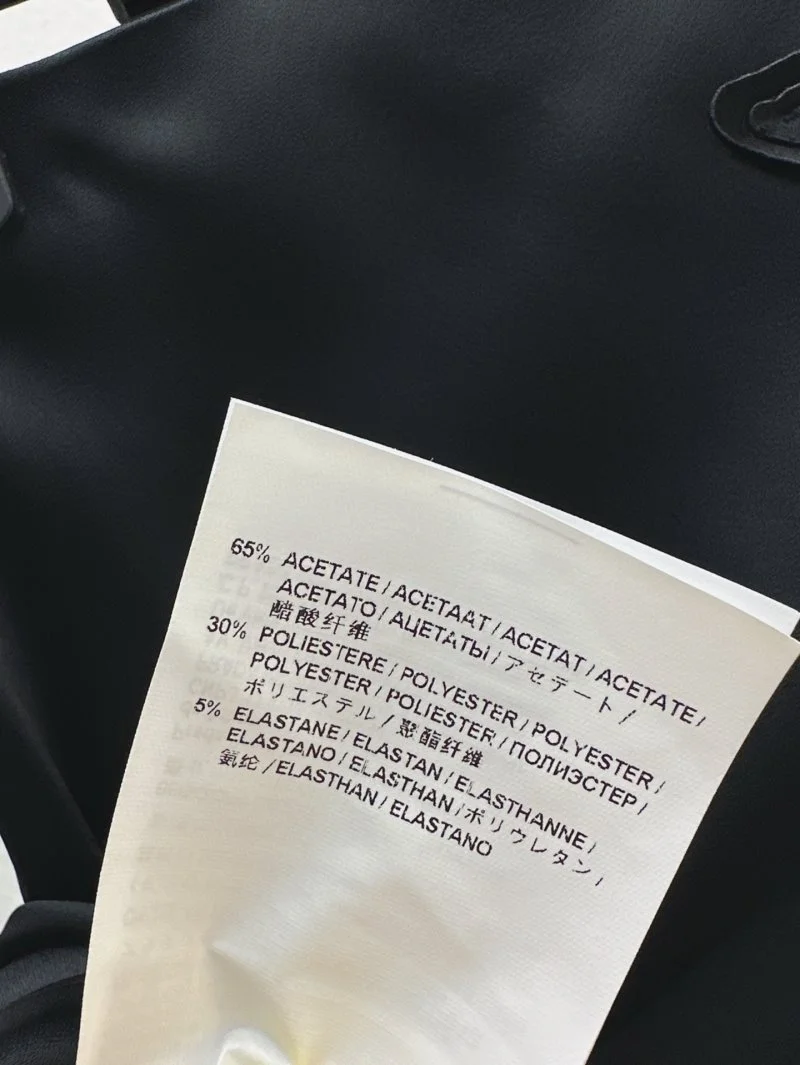 65% ACETATE / ACETAAT / ACETAT / ACETATE /
ACETATO / АЦЕТАТЫ / アセテート /
醋酸纤维
30% POLIESTERE / POLYESTER / POLYESTER /
POLYESTER / POLIESTER / ПОЛИЭСТЕР /
ポリエステル / 聚酯纤维
5% ELASTANE / ELASTAN / ELASTHANNE /
ELASTANO / ELASTHAN / ポリウレタン /
氨纶 / ELASTHAN / ELASTANO